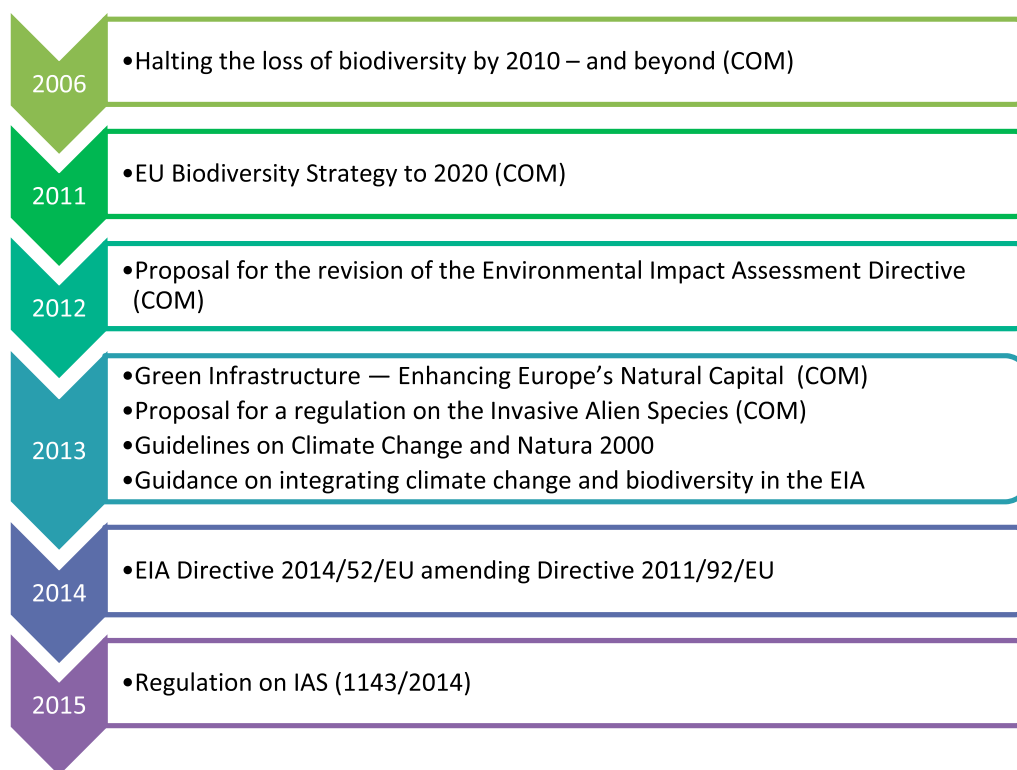 2006
•Halting the loss of biodiversity by 2010 – and beyond (COM)
2011
•EU Biodiversity Strategy to 2020 (COM)
2012
•Proposal for the revision of the Environmental Impact Assessment Directive
(COM)
2013
•Green Infrastructure — Enhancing Europe’s Natural Capital (COM)
•Proposal for a regulation on the Invasive Alien Species (COM)
•Guidelines on Climate Change and Natura 2000
•Guidance on integrating climate change and biodiversity in the EIA
2014
•EIA Directive 2014/52/EU amending Directive 2011/92/EU
2015
•Regulation on IAS (1143/2014)